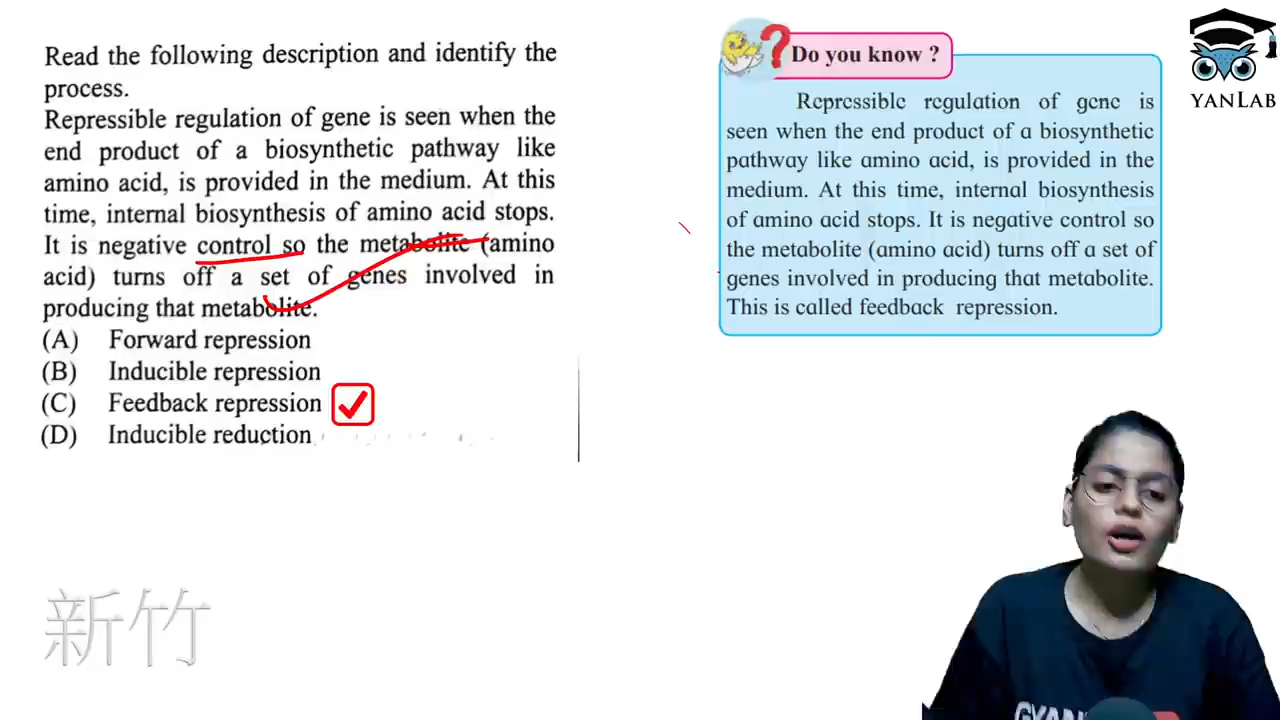 Read the following description and identify the
process.
Repressible regulation of gene is seen when the
end product of a biosynthetic pathway like
amino acid, is provided in the medium. At this
time, internal biosynthesis of amino acid stops.
It is negative control so the metabolite (amino
acid) turns off a set of genes involved in
producing that metabolite.
(A) Forward repression
(B) Inducible repression
(C) Feedback repression
(D) Inducible reduction
Do you know ?
Repressible regulation of gene is
seen when the end product of a biosynthetic
pathway like amino acid, is provided in the
medium. At this time, internal biosynthesis
of amino acid stops. It is negative control so
the metabolite (amino acid) turns off a set of
genes involved in producing that metabolite.
This is called feedback repression.
YANLAB
新竹